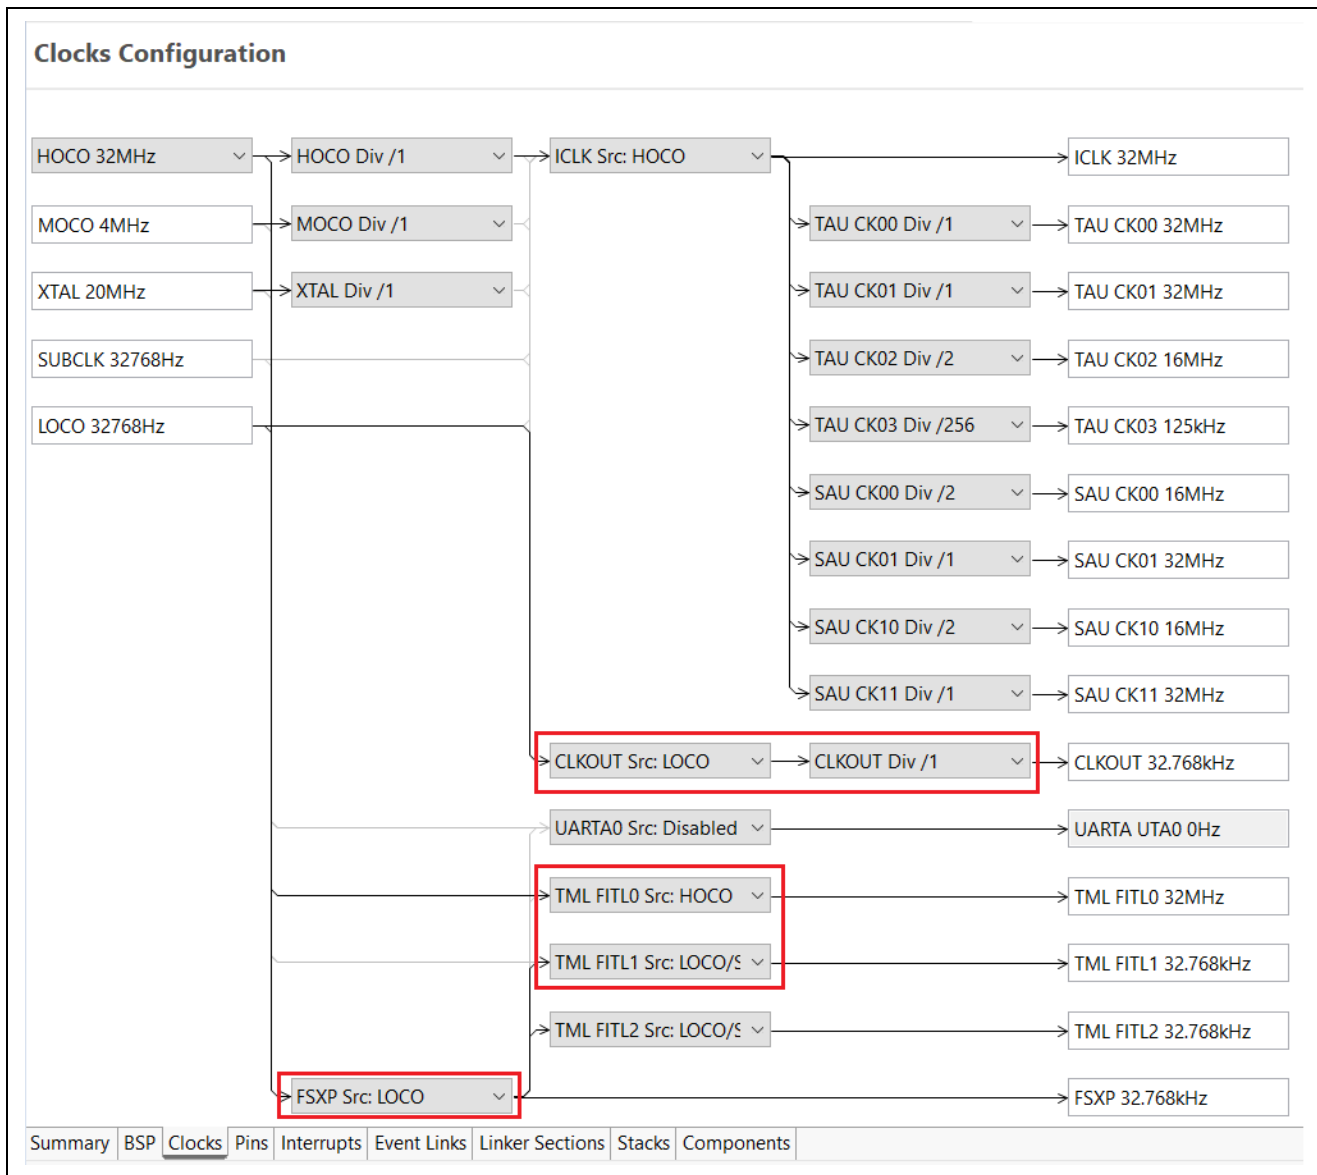 Clocks Configuration
HOCO 32MHz HOCO Div /1 ICLK Src: HOCO ICLK 32MHz
MOCO 4MHz MOCO Div /1 TAU CK00 Div /1 TAU CK00 32MHz
XTAL 20MHz XTAL Div /1 TAU CK01 Div /1 TAU CK01 32MHz
SUBCLK 32768Hz TAU CK02 Div /2 TAU CK02 16MHz
LOCO 32768Hz TAU CK03 Div /256 TAU CK03 125kHz
SAU CK00 Div /2 SAU CK00 16MHz
SAU CK01 Div /1 SAU CK01 32MHz
SAU CK10 Div /2 SAU CK10 16MHz
SAU CK11 Div /1 SAU CK11 32MHz
CLKOUT Src: LOCO CLKOUT Div /1 CLKOUT 32.768kHz
UARTA0 Src: Disabled UARTA UTA0 0Hz
TML FITL0 Src: HOCO TML FITL0 32MHz
TML FITL1 Src: LOCO/S TML FITL1 32.768kHz
TML FITL2 Src: LOCO/S TML FITL2 32.768kHz
FSXP Src: LOCO FSXP 32.768kHz
Summary BSP Clocks Pins Interrupts Event Links Linker Sections Stacks Components